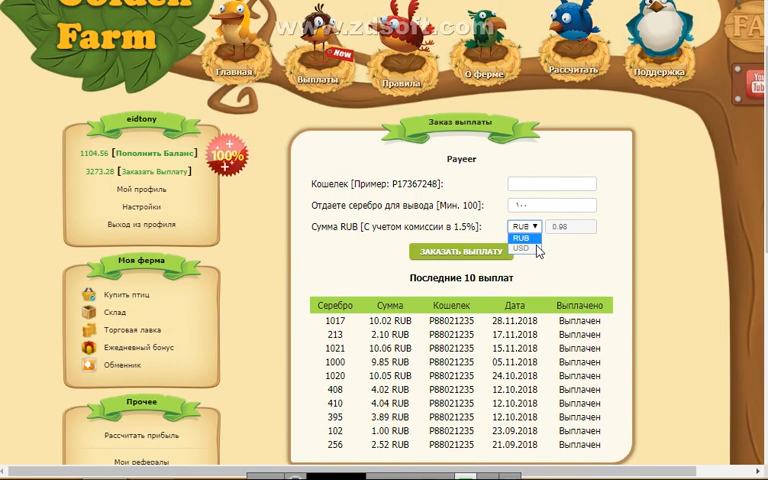 Golden
Farm
www.zdsoft.com
Главная
Выплаты
New
Правила
О ферме
Рассчитать
Поддержка
FA
You
Tub
eidtony
1104.56 [Пополнить Баланс]
3273.28 [Заказать Выплату]
+ 100% +
Мой профиль
Настройки
Выход из профиля
Моя ферма
Купить птиц
Склад
Торговая лавка
Ежедневный бонус
Обменник
Прочее
Рассчитать прибыль
Мои рефералы
Заказ выплаты
Payeer
Кошелек [Пример: P17367248]:
Отдаете серебро для вывода [Мин. 100]: ١٠٠
Сумма RUB [С учетом комиссии в 1.5%]: RUB ▼ 0.98
RUB
USD
ЗАКАЗАТЬ ВЫПЛАТУ
Последние 10 выплат
Серебро Сумма Кошелек Дата Выплачено
1017 10.02 RUB P88021235 28.11.2018 Выплачен
213 2.10 RUB P88021235 17.11.2018 Выплачен
1021 10.06 RUB P88021235 15.11.2018 Выплачен
1000 9.85 RUB P88021235 05.11.2018 Выплачен
1020 10.05 RUB P88021235 24.10.2018 Выплачен
408 4.02 RUB P88021235 12.10.2018 Выплачен
410 4.04 RUB P88021235 12.10.2018 Выплачен
395 3.89 RUB P88021235 12.10.2018 Выплачен
102 1.00 RUB P88021235 23.09.2018 Выплачен
256 2.52 RUB P88021235 21.09.2018 Выплачен